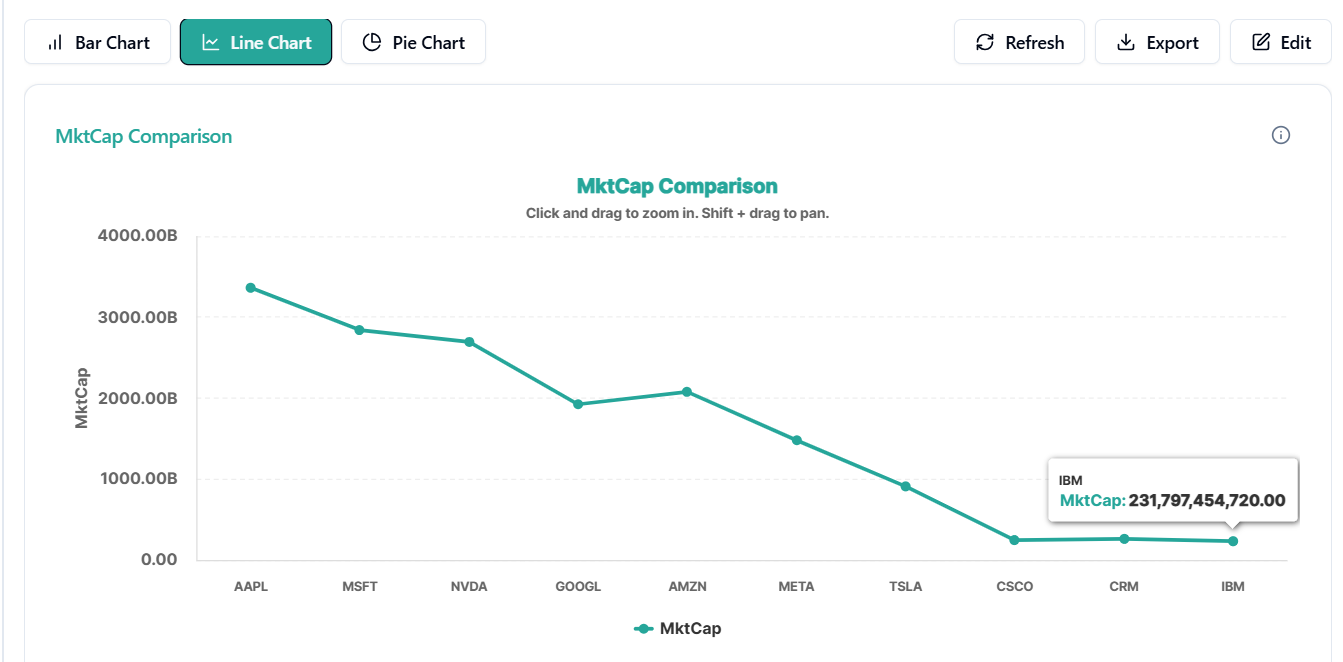 Bar Chart Line Chart Pie Chart Refresh Export Edit
MktCap Comparison
MktCap Comparison
Click and drag to zoom in. Shift + drag to pan.
4000.00B
3000.00B
2000.00B
1000.00B
0.00
MktCap
IBM
MktCap: 231,797,454,720.00
AAPL MSFT NVDA GOOGL AMZN META TSLA CSCO CRM IBM
MktCap